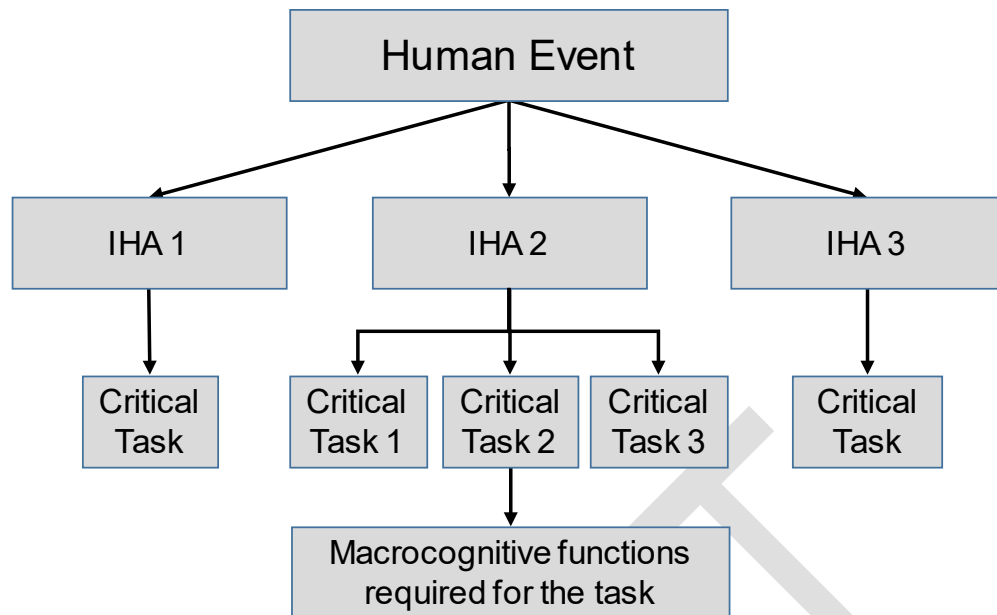 Human Event
IHA 1
IHA 2
IHA 3
Critical
Task
Critical
Task 1
Critical
Task 2
Critical
Task 3
Critical
Task
Macrocognitive functions
required for the task
T